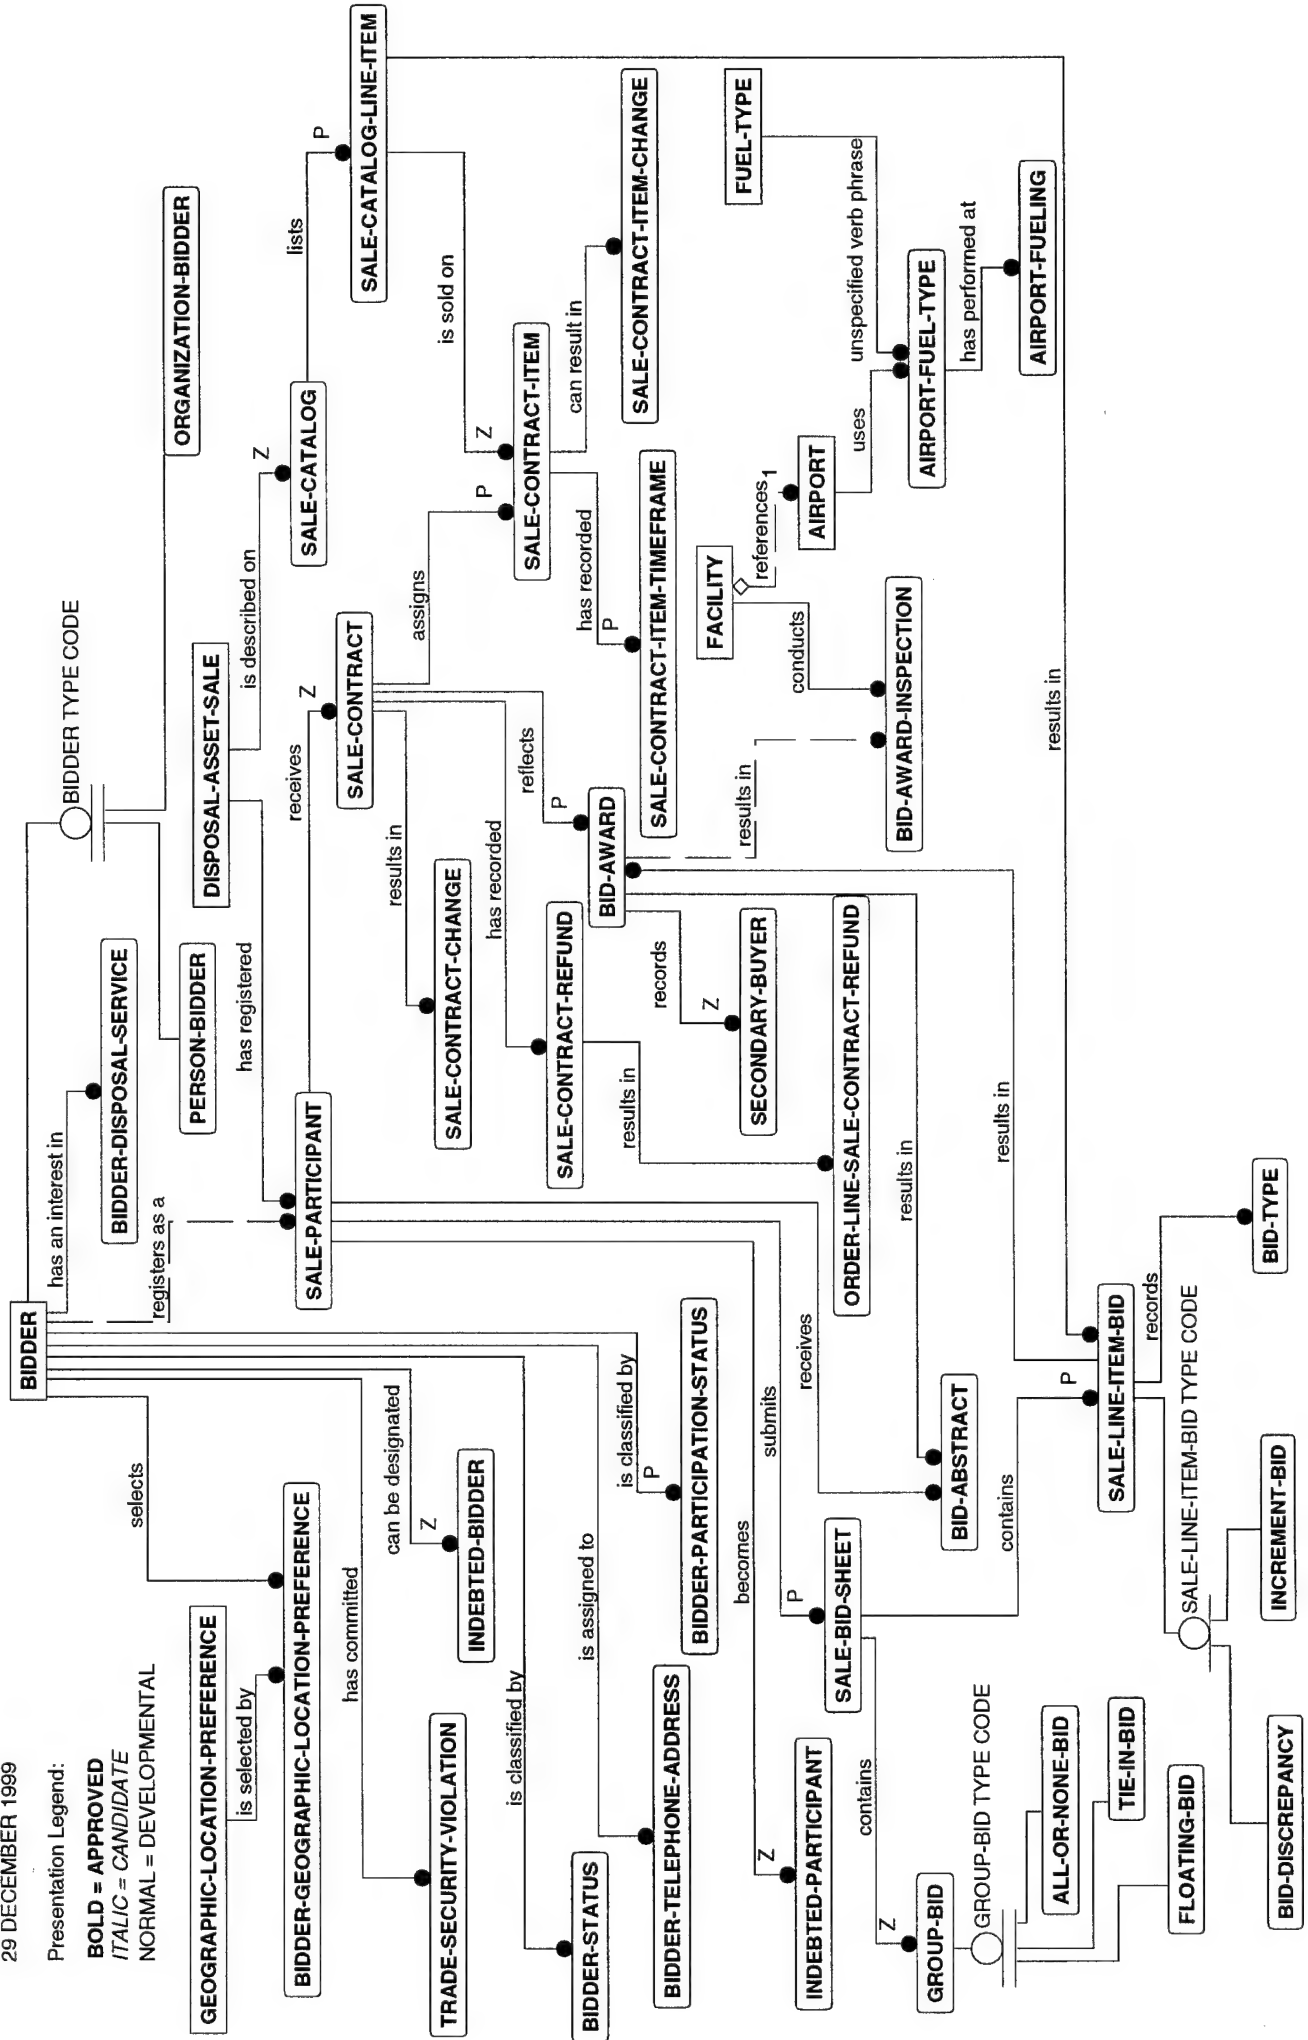 29 DECEMBER 1999
Presentation Legend:
BOLD = APPROVED
ITALIC = CANDIDATE
NORMAL = DEVELOPMENTAL
BIDDER
BIDDER TYPE CODE
ORGANIZATION-BIDDER
PERSON-BIDDER
has an interest in
BIDDER-DISPOSAL-SERVICE
registers as a
selects
GEOGRAPHIC-LOCATION-PREFERENCE
is selected by
BIDDER-GEOGRAPHIC-LOCATION-PREFERENCE
has committed
TRADE-SECURITY-VIOLATION
can be designated
Z
INDEBTED-BIDDER
is classified by
BIDDER-STATUS
is assigned to
BIDDER-TELEPHONE-ADDRESS
is classified by
P
BIDDER-PARTICIPATION-STATUS
DISPOSAL-ASSET-SALE
has registered
is described on
Z
SALE-CATALOG
lists
P
SALE-CATALOG-LINE-ITEM
is sold on
Z
results in
SALE-PARTICIPANT
receives
Z
SALE-CONTRACT
assigns
P
SALE-CONTRACT-ITEM
can result in
SALE-CONTRACT-ITEM-CHANGE
has recorded
P
SALE-CONTRACT-ITEM-TIMEFRAME
results in
SALE-CONTRACT-CHANGE
has recorded
SALE-CONTRACT-REFUND
results in
ORDER-LINE-SALE-CONTRACT-REFUND
reflects
P
BID-AWARD
records
Z
SECONDARY-BUYER
results in
BID-AWARD-INSPECTION
results in
FACILITY
conducts
references
1
AIRPORT
uses
FUEL-TYPE
unspecified verb phrase
AIRPORT-FUEL-TYPE
has performed at
AIRPORT-FUELING
becomes
Z
INDEBTED-PARTICIPANT
submits
P
SALE-BID-SHEET
receives
BID-ABSTRACT
contains
Z
GROUP-BID
GROUP-BID TYPE CODE
ALL-OR-NONE-BID
TIE-IN-BID
FLOATING-BID
contains
P
SALE-LINE-ITEM-BID
results in
records
BID-TYPE
SALE-LINE-ITEM-BID TYPE CODE
INCREMENT-BID
BID-DISCREPANCY